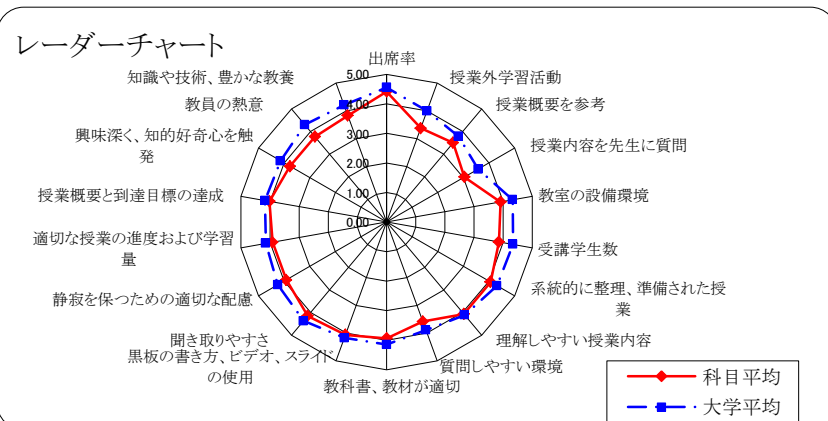 レーダーチャート
出席率
授業外学習活動
授業概要を参考
授業内容を先生に質問
教室の設備環境
受講学生数
系統的に整理、準備された授
業
理解しやすい授業内容
質問しやすい環境
教科書、教材が適切
黒板の書き方、ビデオ、スライド
の使用
聞き取りやすさ
静寂を保つための適切な配慮
適切な授業の進度および学習
量
授業概要と到達目標の達成
興味深く、知的好奇心を触
発
教員の熱意
知識や技術、豊かな教養
5.00
4.00
3.00
2.00
1.00
0.00
科目平均
大学平均